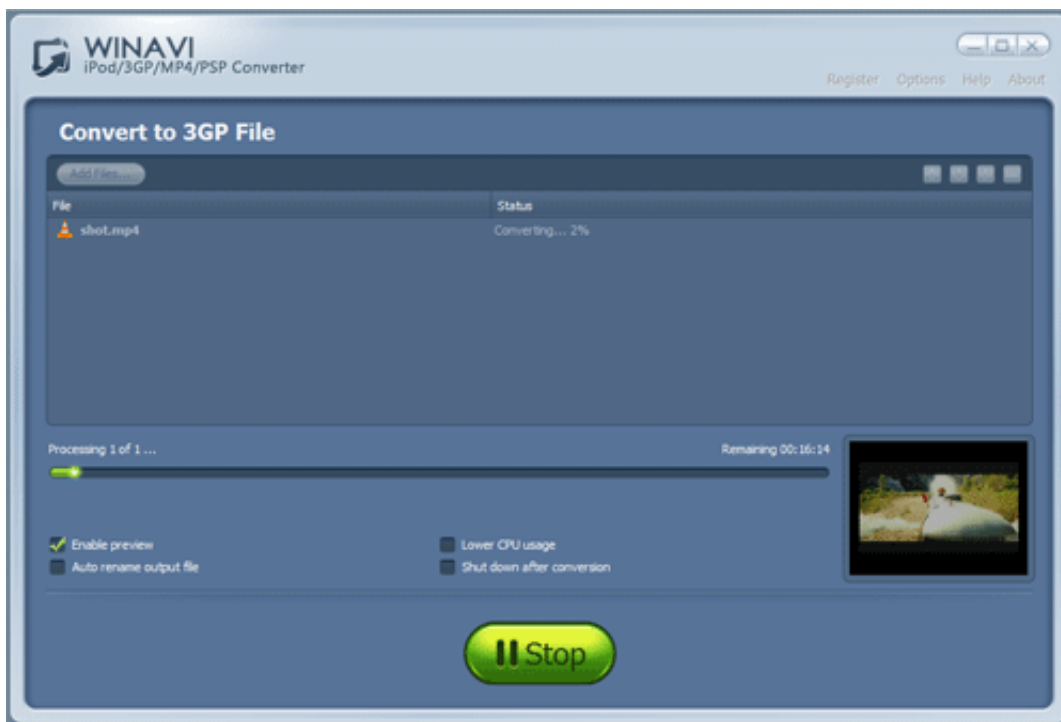 WINAVI
iPod/3GP/MP4/PSP Converter
Register Options Help About
Convert to 3GP File
Add Files...
File Status
shot.mp4 Converting... 2%
Processing 1 of 1 ... Remaining 00:16:14
Enable preview Lower CPU usage
Auto rename output file Shut down after conversion
Stop